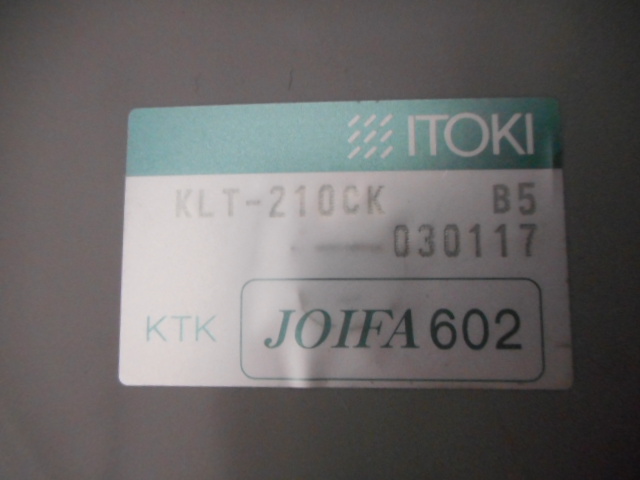 ITOKI
KLT-210CK B5
030117
KTK JOIFA 602